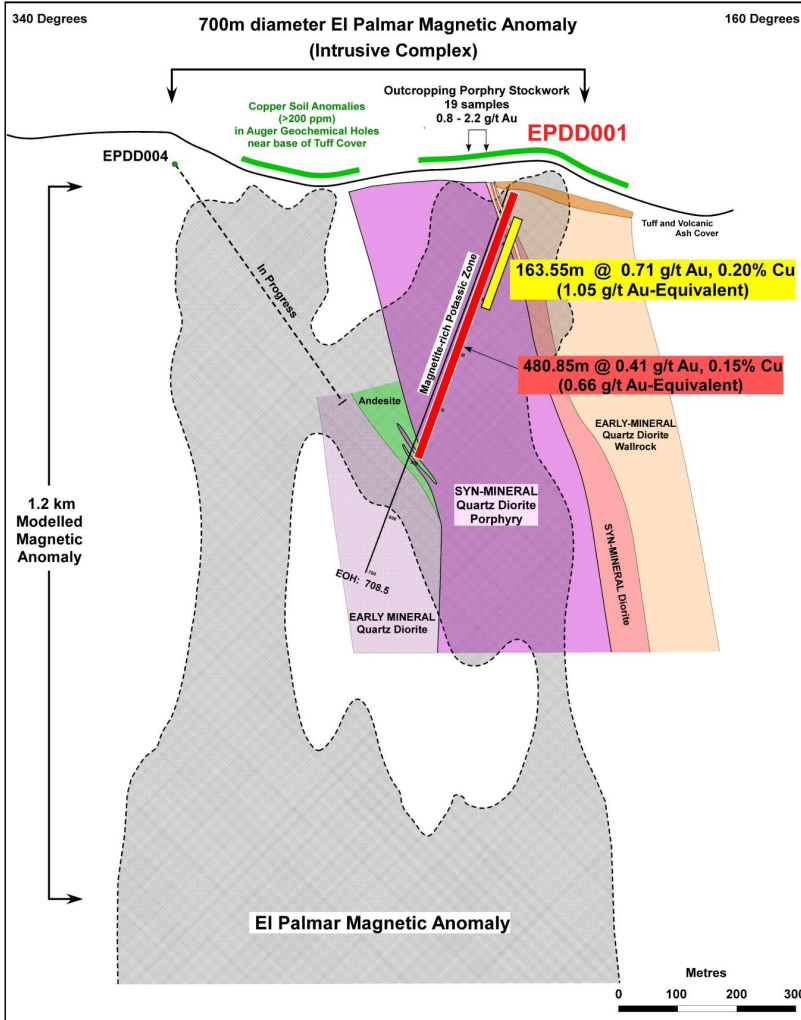 340 Degrees
160 Degrees
700m diameter El Palmar Magnetic Anomaly
(Intrusive Complex)
Copper Soil Anomalies
(>200 ppm)
in Auger Geochemical Holes
near base of Tuff Cover
Outcropping Porphry Stockwork
19 samples
0.8 - 2.2 g/t Au
EPDD001
EPDD004
Tuff and Volcanic
Ash Cover
In Progress
Magnetite-rich Potassic Zone
163.55m @ 0.71 g/t Au, 0.20% Cu
(1.05 g/t Au-Equivalent)
480.85m @ 0.41 g/t Au, 0.15% Cu
(0.66 g/t Au-Equivalent)
Andesite
EARLY-MINERAL
Quartz Diorite
Wallrock
1.2 km
Modelled
Magnetic
Anomaly
SYN-MINERAL
Quartz Diorite
Porphyry
SYN-MINERAL Diorite
600
700
EOH: 708.5
EARLY MINERAL
Quartz Diorite
El Palmar Magnetic Anomaly
Metres
0 100 200 300